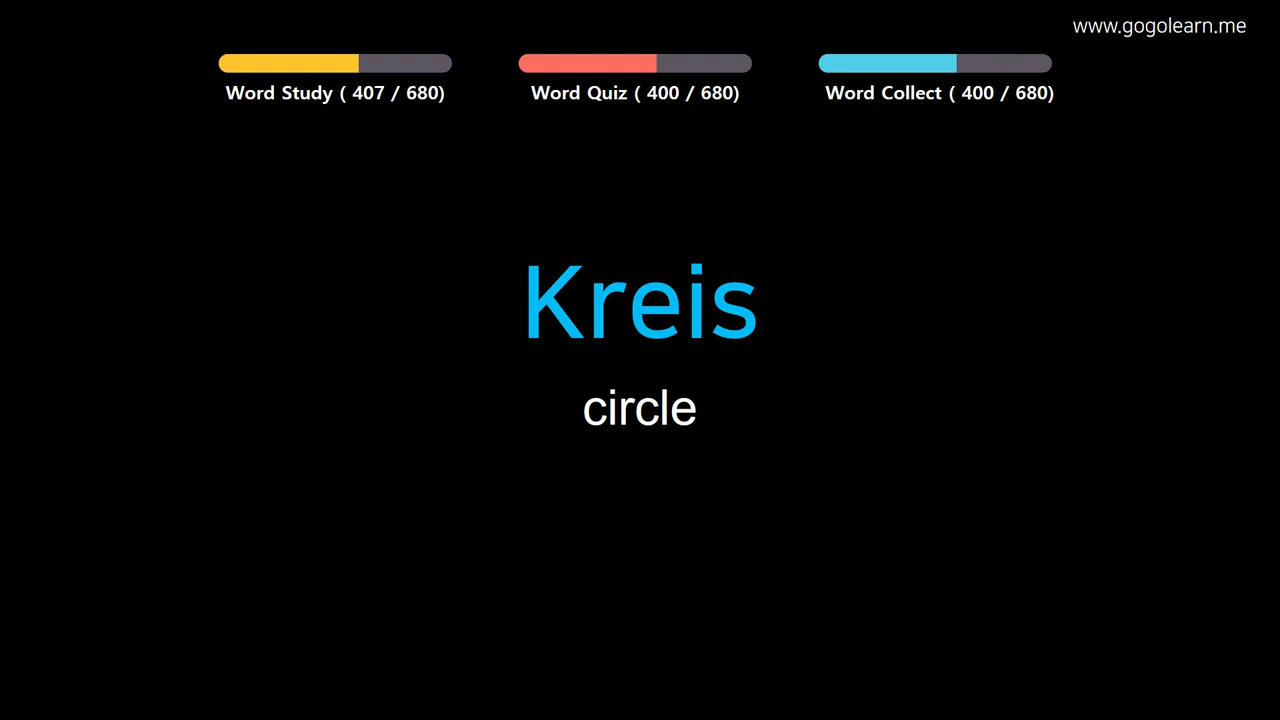 www.gogolearn.me
Word Study ( 407 / 680)
Word Quiz ( 400 / 680)
Word Collect ( 400 / 680)
Kreis
circle